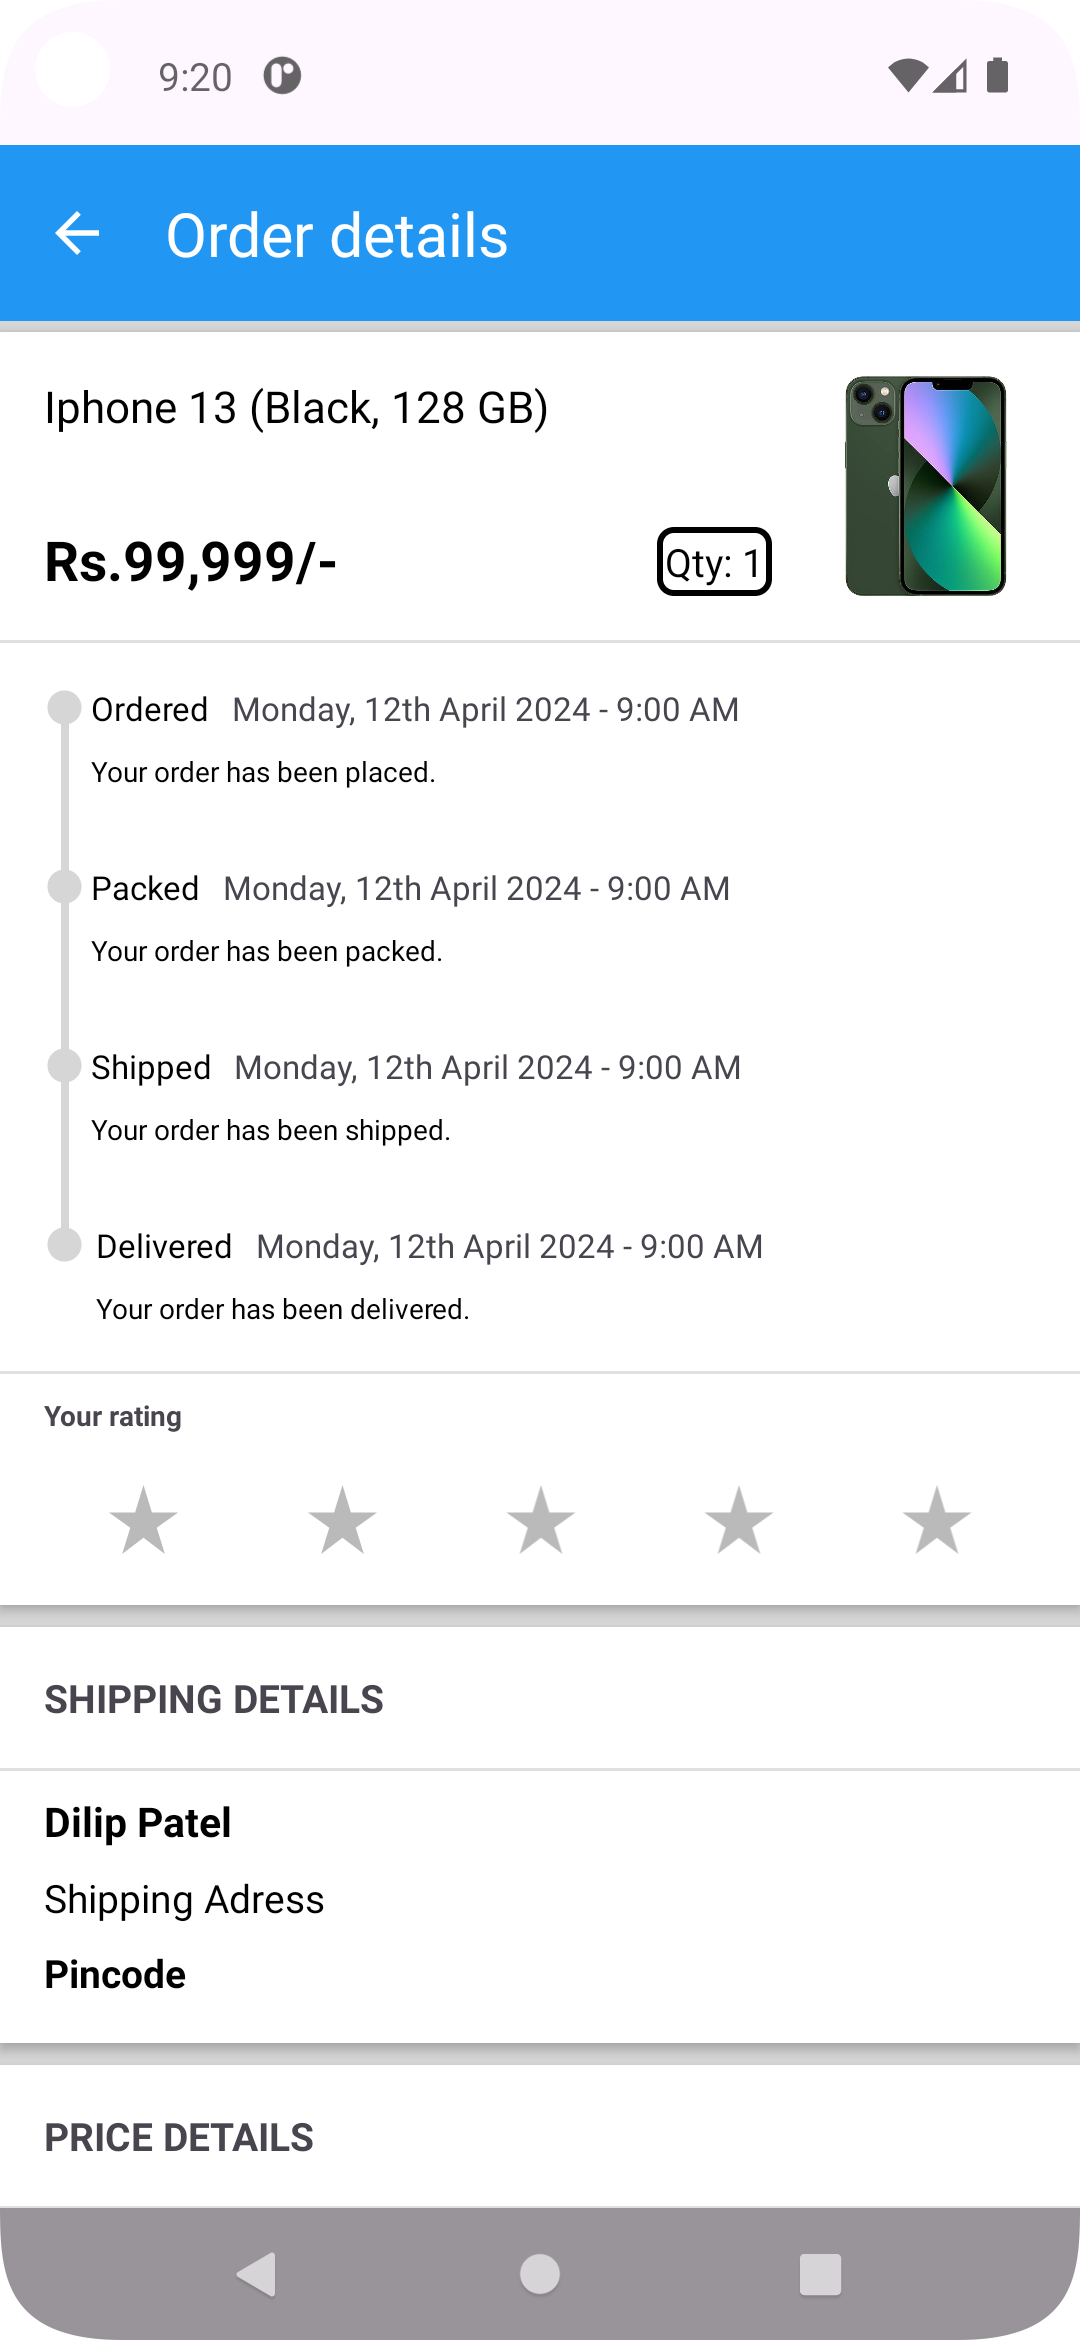 9:20
Order details
Iphone 13 (Black, 128 GB)
Rs.99,999/-
Qty: 1
Ordered Monday, 12th April 2024 - 9:00 AM
Your order has been placed.
Packed Monday, 12th April 2024 - 9:00 AM
Your order has been packed.
Shipped Monday, 12th April 2024 - 9:00 AM
Your order has been shipped.
Delivered Monday, 12th April 2024 - 9:00 AM
Your order has been delivered.
Your rating
SHIPPING DETAILS
Dilip Patel
Shipping Adress
Pincode
PRICE DETAILS